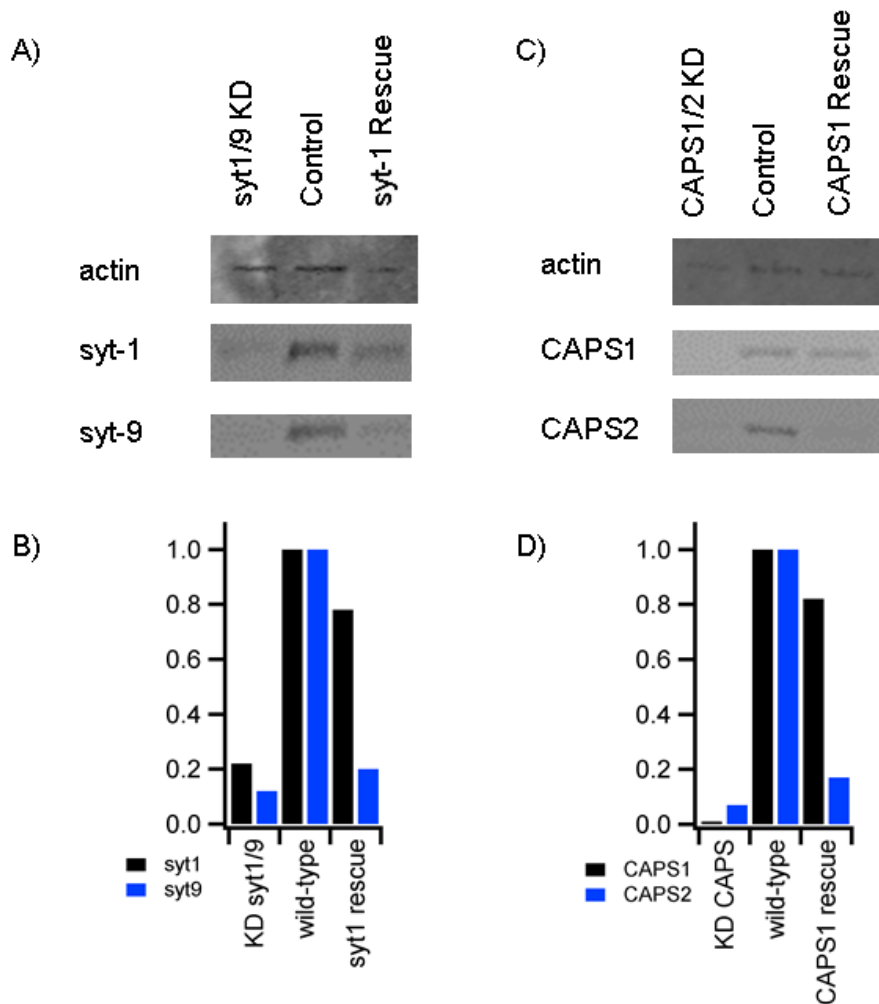 A)
syt1/9 KD
Control
syt-1 Rescue
actin
syt-1
syt-9
C)
CAPS1/2 KD
Control
CAPS1 Rescue
actin
CAPS1
CAPS2
B)
1.0
0.8
0.6
0.4
0.2
0.0
syt1
syt9
KD syt1/9
wild-type
syt1 rescue
D)
1.0
0.8
0.6
0.4
0.2
0.0
CAPS1
CAPS2
KD CAPS
wild-type
CAPS1 rescue